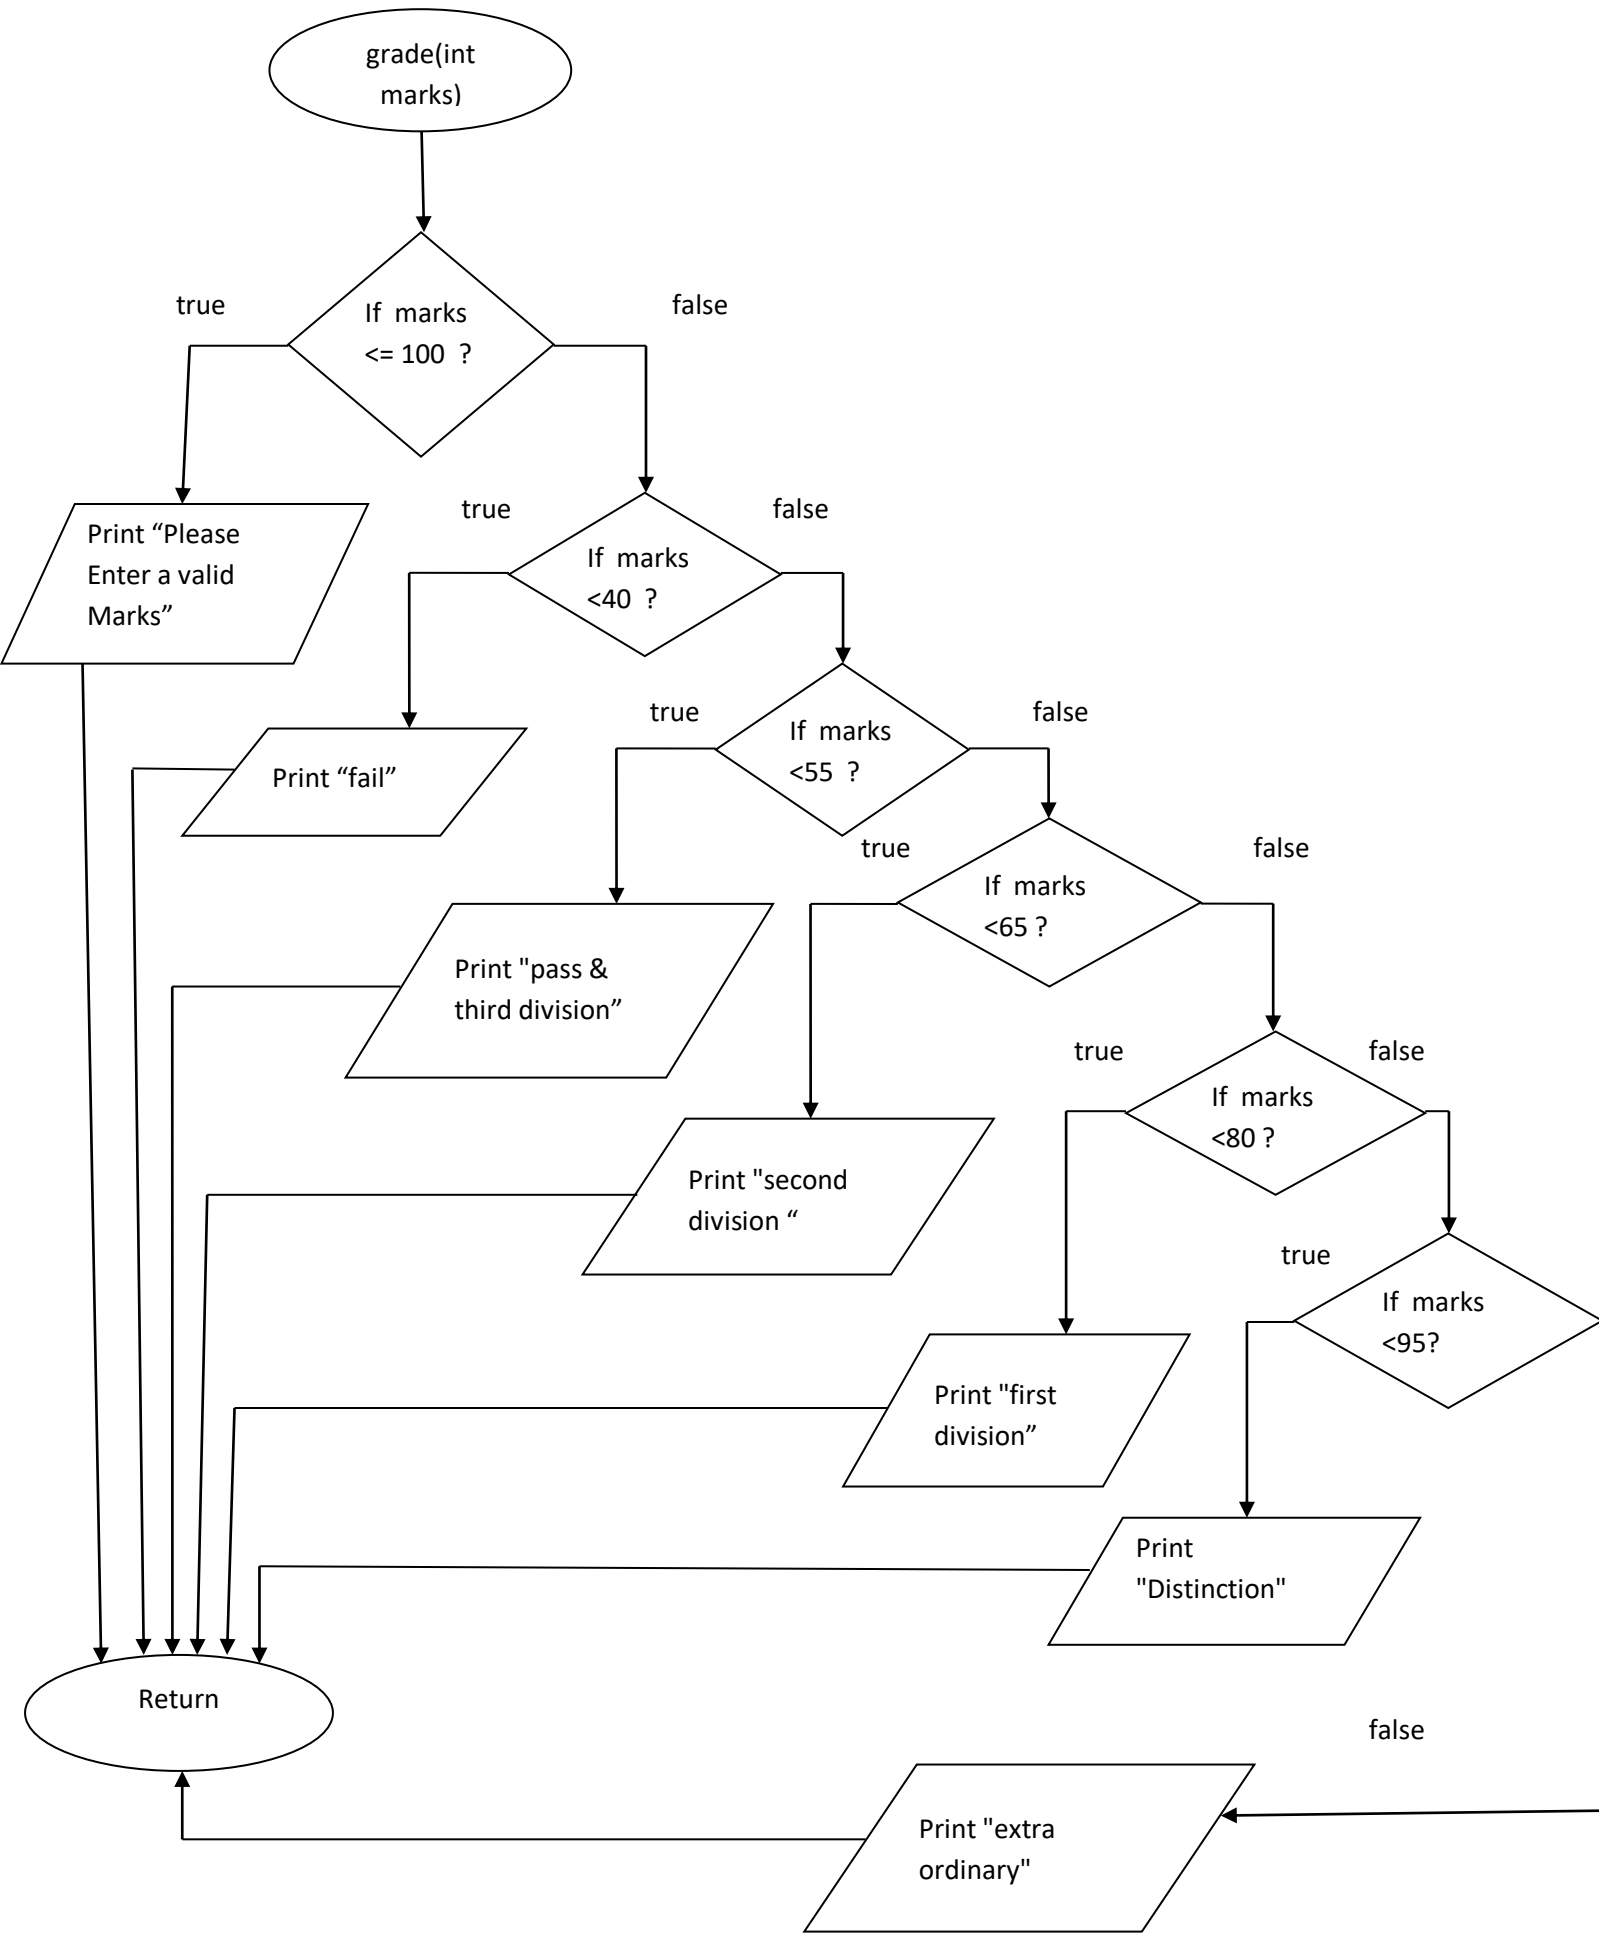 grade(int
marks)
true
false
If marks
<= 100 ?
true
false
Print “Please
Enter a valid
Marks”
If marks
<40 ?
true
false
If marks
<55 ?
Print “fail”
true
false
If marks
<65 ?
Print "pass &
third division”
true
false
If marks
<80 ?
Print "second
division “
true
If marks
<95?
Print "first
division”
Print
"Distinction"
Return
false
Print "extra
ordinary"